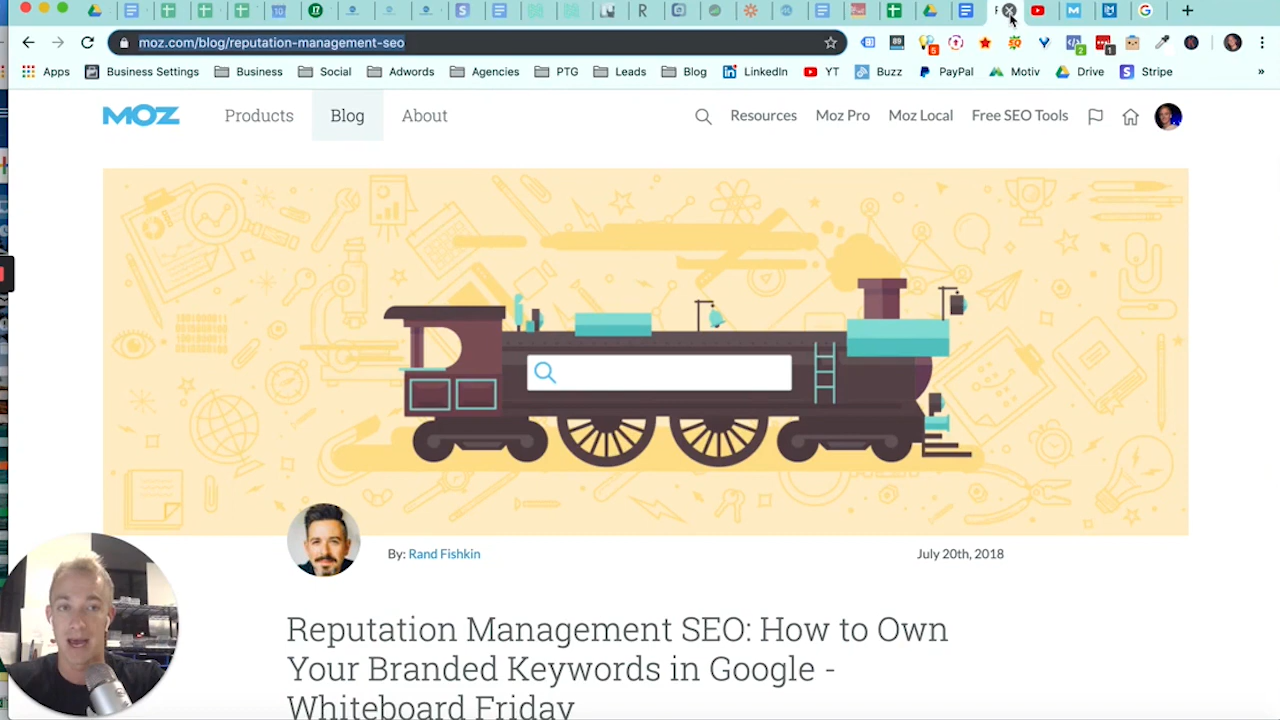 moz.com/blog/reputation-management-seo
Apps Business Settings Business Social Adwords Agencies PTG Leads Blog LinkedIn YT Buzz PayPal Motiv Drive Stripe »
MOZ Products Blog About Resources Moz Pro Moz Local Free SEO Tools
By: Rand Fishkin July 20th, 2018
Reputation Management SEO: How to Own
Your Branded Keywords in Google -
Whiteboard Friday